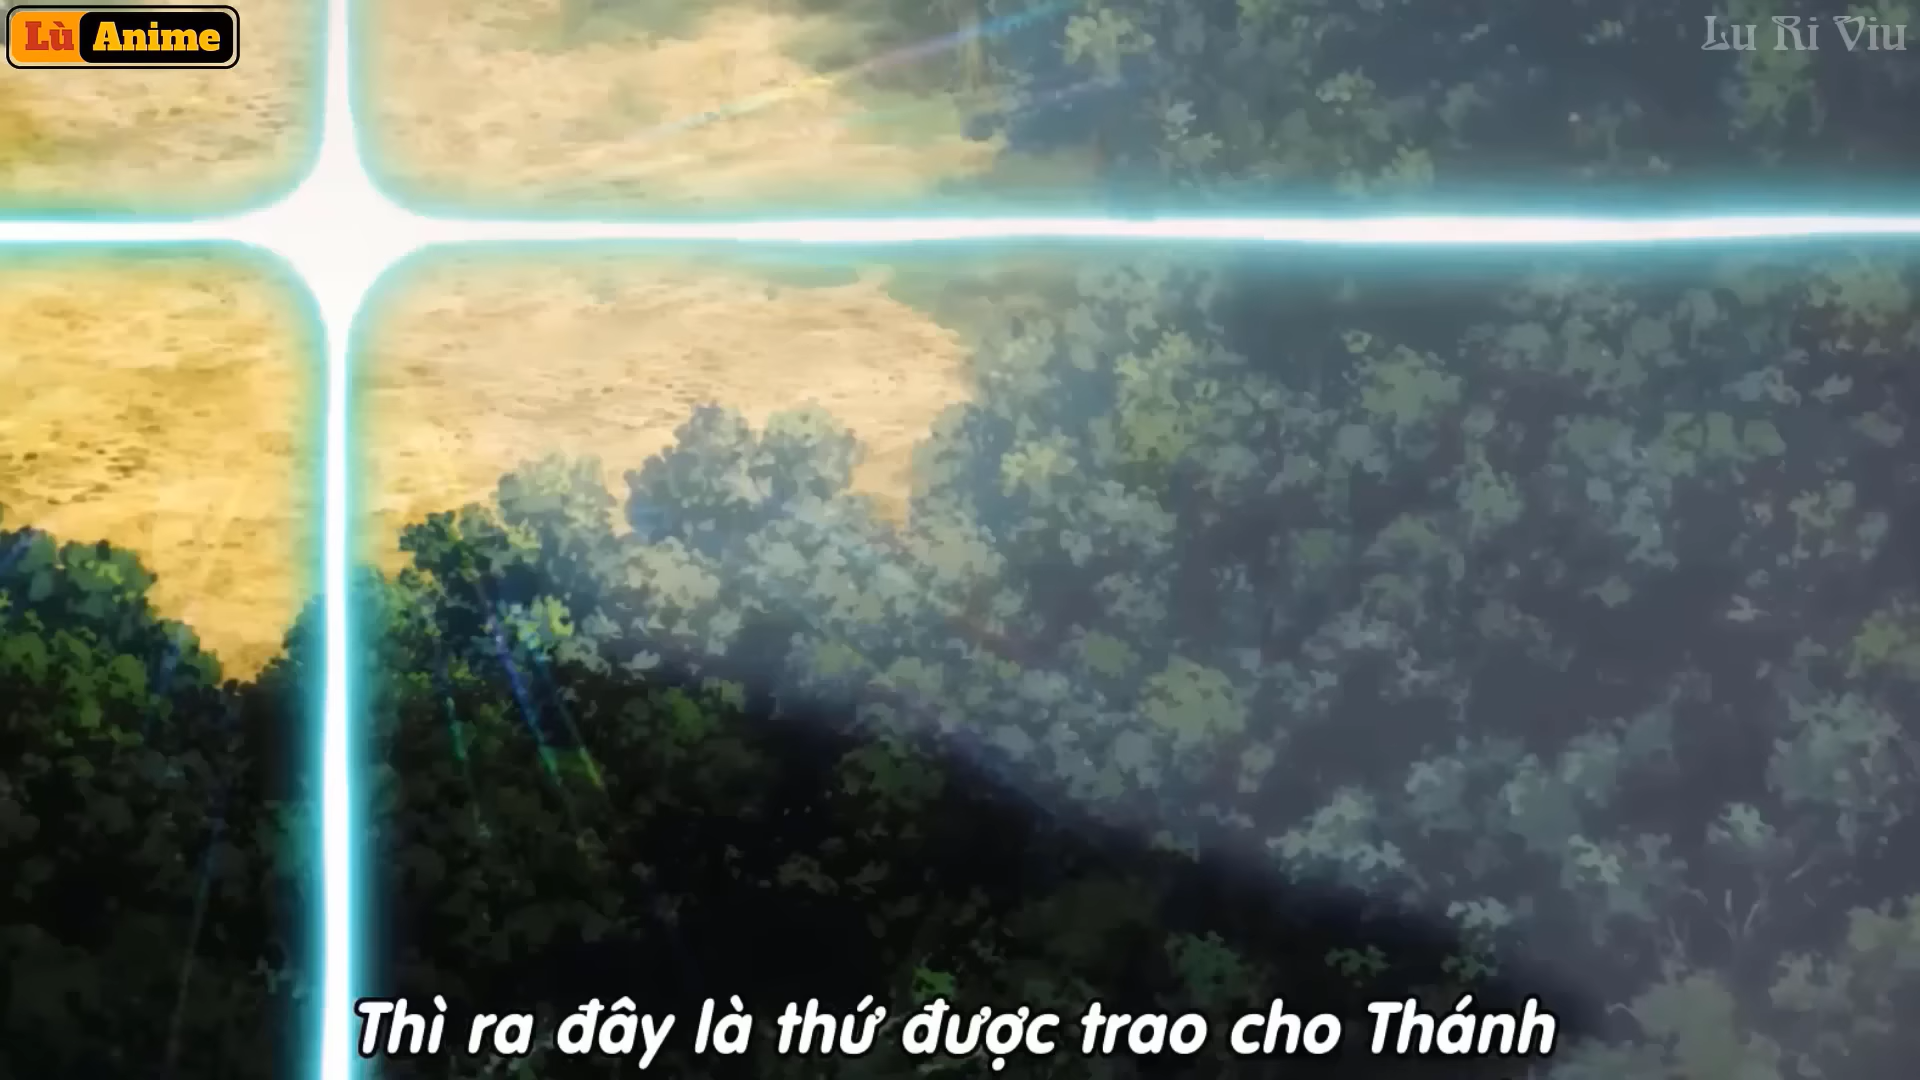 Lù Anime
Lu Ri Viu
Thì ra đây là thứ được trao cho Thánh